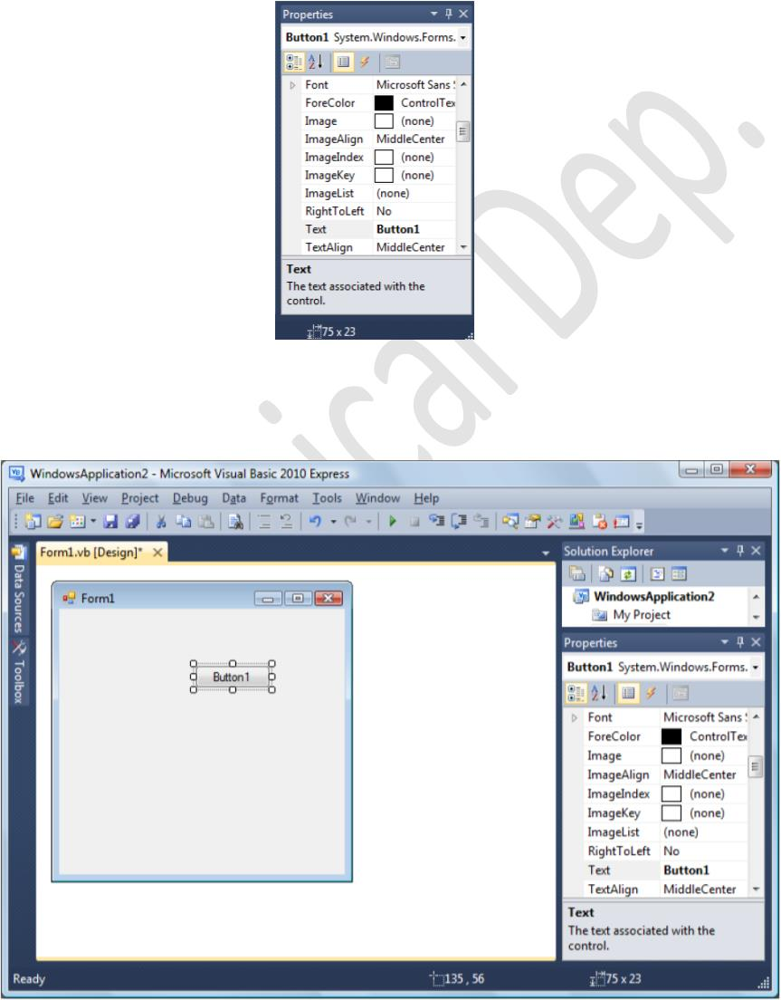 Properties
Button1 System.Windows.Forms.
Font Microsoft Sans S
ForeColor ControlTex
Image (none)
ImageAlign MiddleCenter
ImageIndex (none)
ImageKey (none)
ImageList (none)
RightToLeft No
Text Button1
TextAlign MiddleCenter
Text
The text associated with the
control.
75 x 23
ical Dep.
WindowsApplication2 - Microsoft Visual Basic 2010 Express
File Edit View Project Debug Data Format Tools Window Help
Form1.vb [Design]*
Data Sources
Toolbox
Form1
Button1
Solution Explorer
WindowsApplication2
My Project
Properties
Button1 System.Windows.Forms.
Font Microsoft Sans S
ForeColor ControlTex
Image (none)
ImageAlign MiddleCenter
ImageIndex (none)
ImageKey (none)
ImageList (none)
RightToLeft No
Text Button1
TextAlign MiddleCenter
Text
The text associated with the
control.
Ready 135 , 56 75 x 23